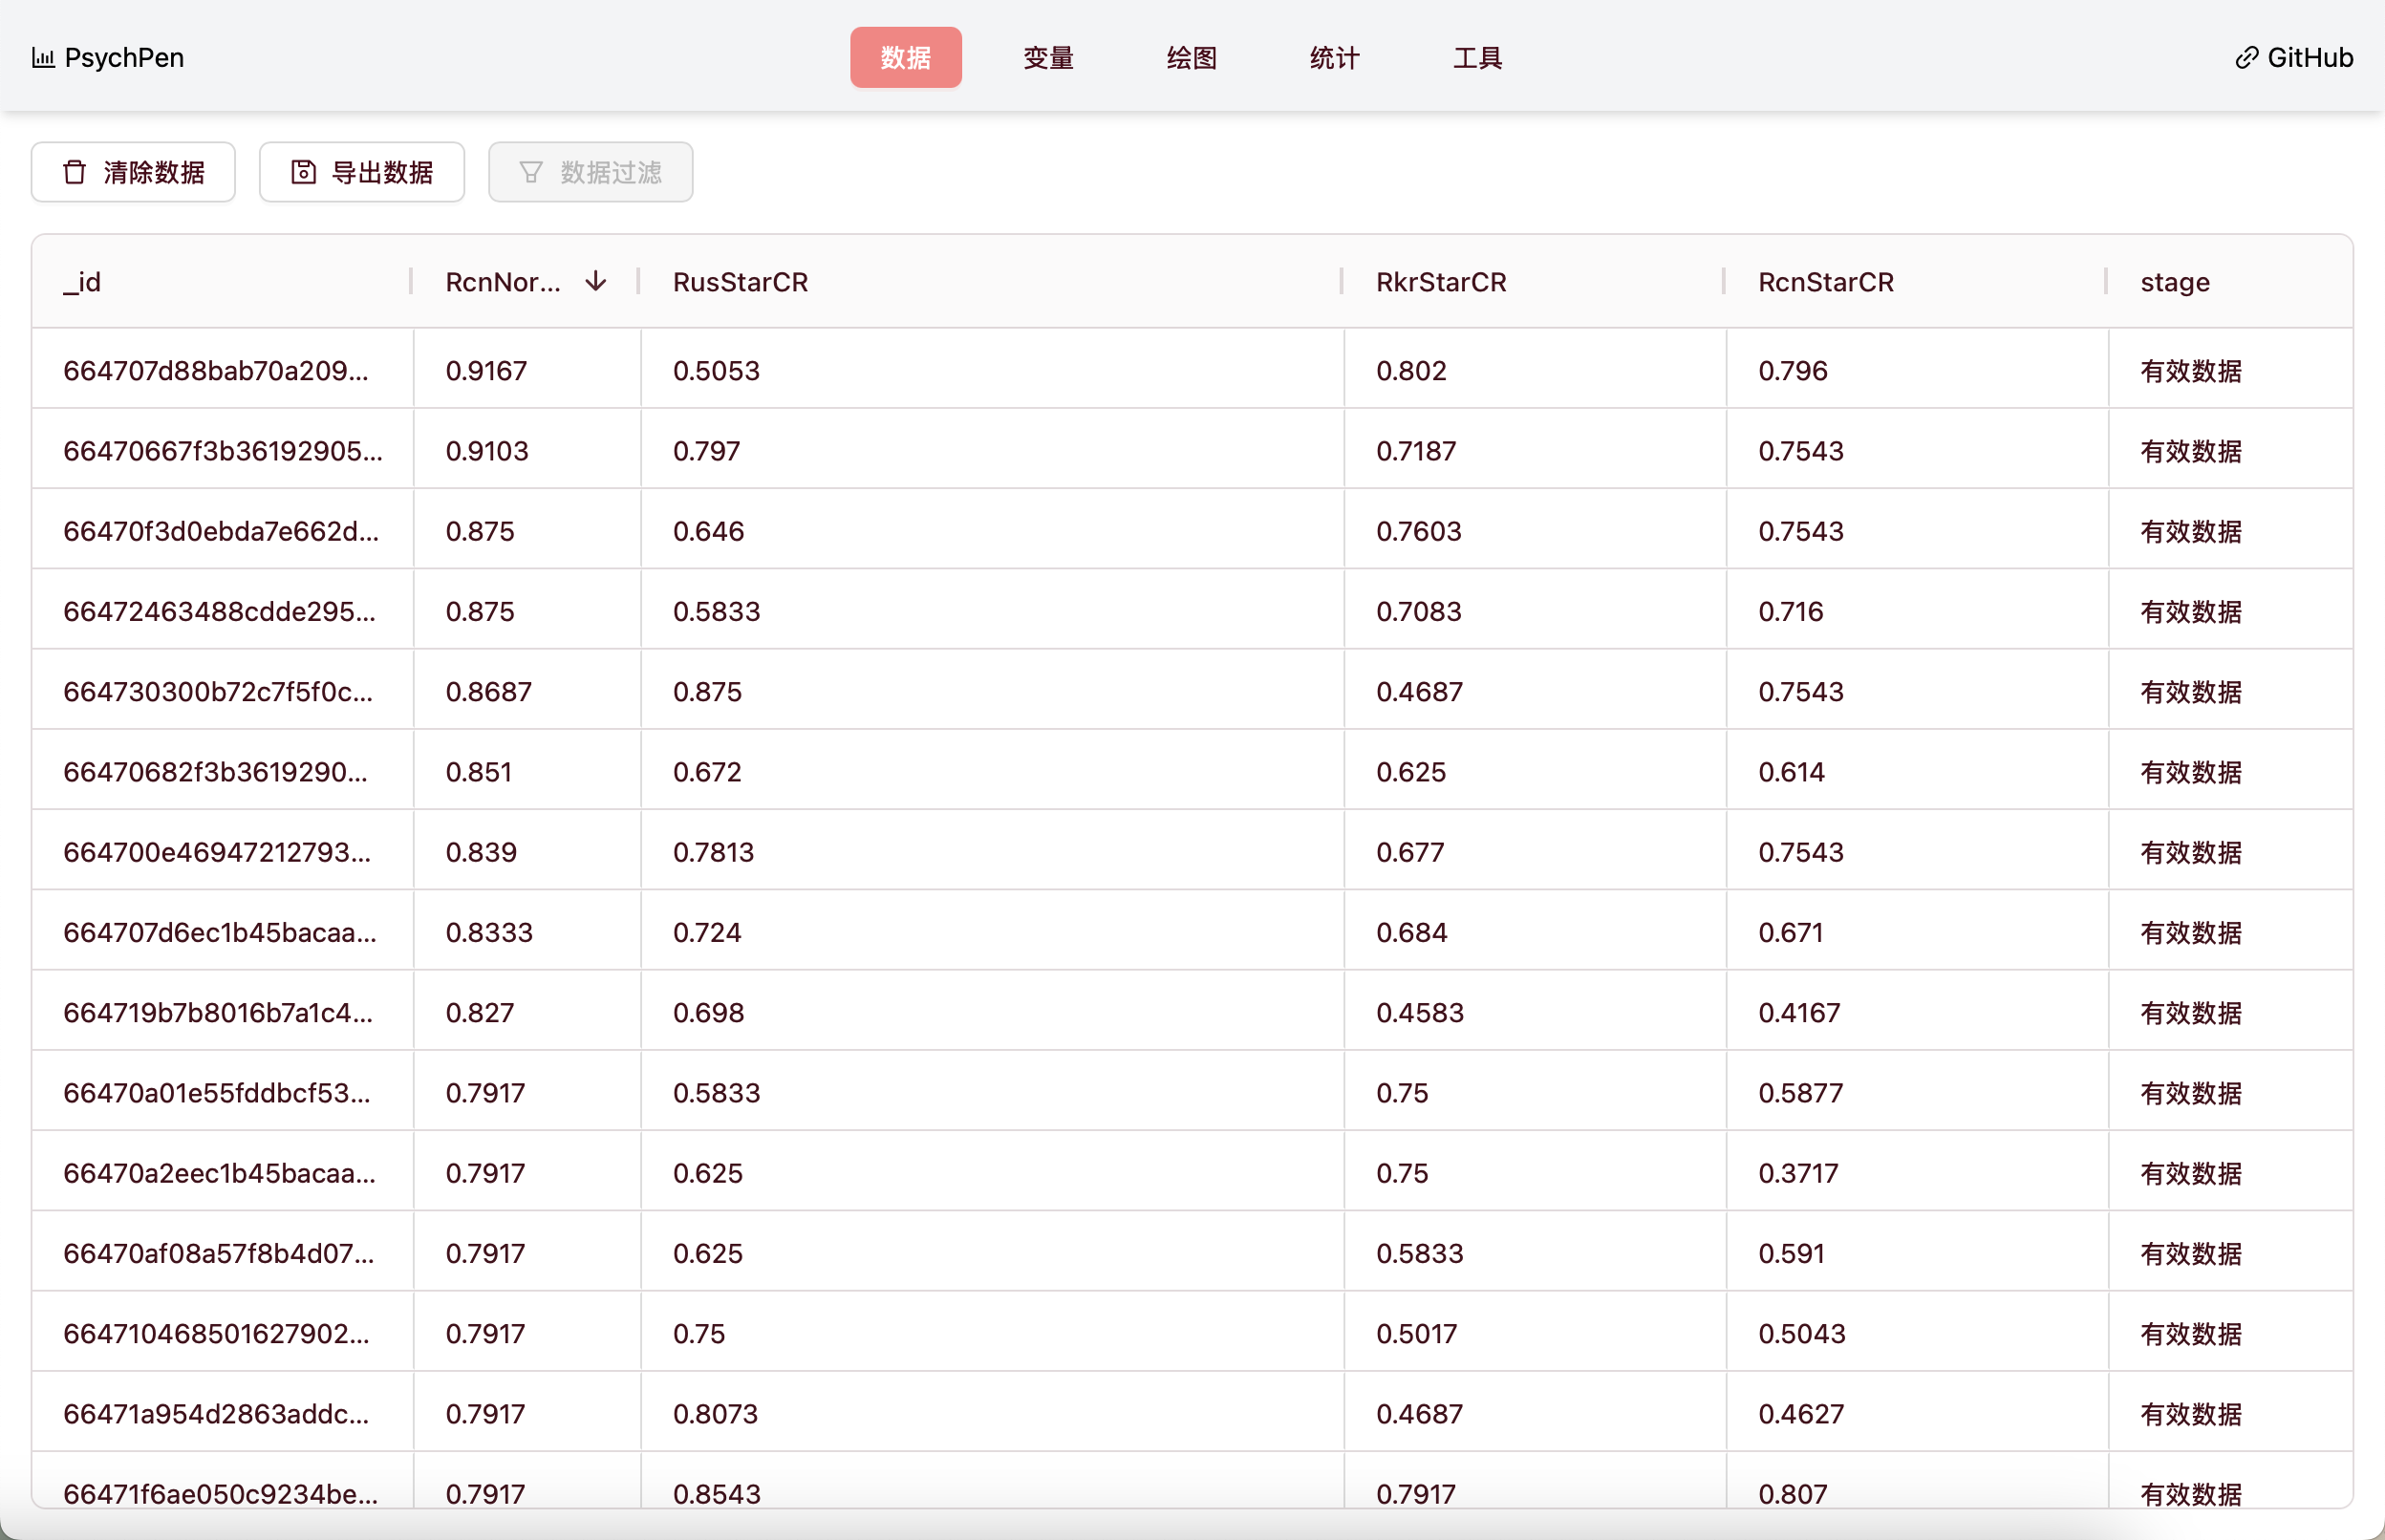 PsychPen 数据 变量 绘图 统计 工具 GitHub
清除数据 导出数据 数据过滤
_id RcnNor... RusStarCR RkrStarCR RcnStarCR stage
664707d88bab70a209... 0.9167 0.5053 0.802 0.796 有效数据
66470667f3b36192905... 0.9103 0.797 0.7187 0.7543 有效数据
66470f3d0ebda7e662d... 0.875 0.646 0.7603 0.7543 有效数据
66472463488cdde295... 0.875 0.5833 0.7083 0.716 有效数据
664730300b72c7f5f0c... 0.8687 0.875 0.4687 0.7543 有效数据
66470682f3b3619290... 0.851 0.672 0.625 0.614 有效数据
664700e46947212793... 0.839 0.7813 0.677 0.7543 有效数据
664707d6ec1b45bacaa... 0.8333 0.724 0.684 0.671 有效数据
664719b7b8016b7a1c4... 0.827 0.698 0.4583 0.4167 有效数据
66470a01e55fddbcf53... 0.7917 0.5833 0.75 0.5877 有效数据
66470a2eec1b45bacaa... 0.7917 0.625 0.75 0.3717 有效数据
66470af08a57f8b4d07... 0.7917 0.625 0.5833 0.591 有效数据
664710468501627902... 0.7917 0.75 0.5017 0.5043 有效数据
66471a954d2863addc... 0.7917 0.8073 0.4687 0.4627 有效数据
66471f6ae050c9234be... 0.7917 0.8543 0.7917 0.807 有效数据